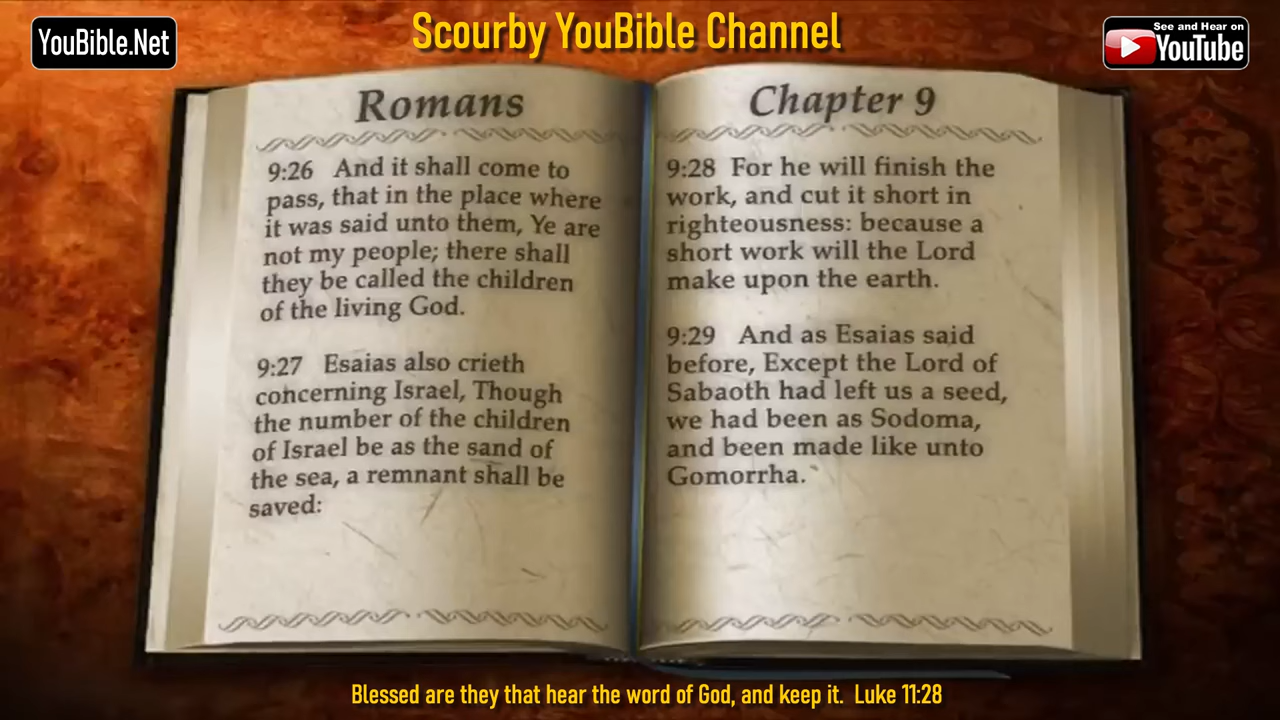 YouBible.Net
Scourby YouBible Channel
See and Hear on
YouTube
Romans
9:26 And it shall come to
pass, that in the place where
it was said unto them, Ye are
not my people; there shall
they be called the children
of the living God.
9:27 Esaias also crieth
concerning Israel, Though
the number of the children
of Israel be as the sand of
the sea, a remnant shall be
saved:
Chapter 9
9:28 For he will finish the
work, and cut it short in
righteousness: because a
short work will the Lord
make upon the earth.
9:29 And as Esaias said
before, Except the Lord of
Sabaoth had left us a seed,
we had been as Sodoma,
and been made like unto
Gomorrha.
Blessed are they that hear the word of God, and keep it. Luke 11:28